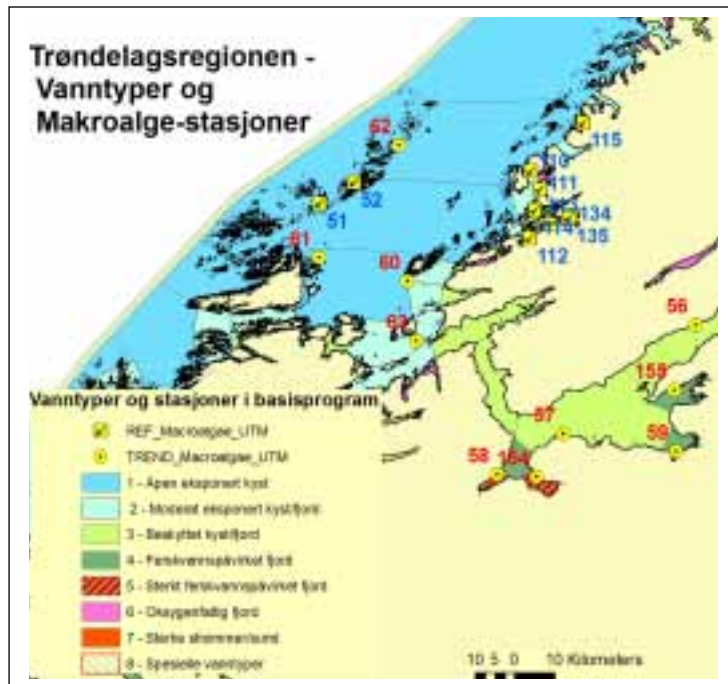 Trøndelagsregionen -
Vanntyper og
Makroalge-stasjoner
62
115
110
111
52
51
134
114
135
61
112
60
63
56
Vanntyper og stasjoner i basisprogram
155
REF_Macroalgae_UTM
57
59
TREND_Macroalgae_UTM
58
1 - Åpen eksponert kyst
2 - Moderat eksponert kyst/fjord
3 - Beskyttet kyst/fjord
4 - Ferskvannspåvirket fjord
5 - Sterkt ferskvannspåvirket fjord
6 - Oksygenfattig fjord
7 - Sterke strømmer/sund
8 - Spesielle vanntyper
10 5 0 10 Kilometers